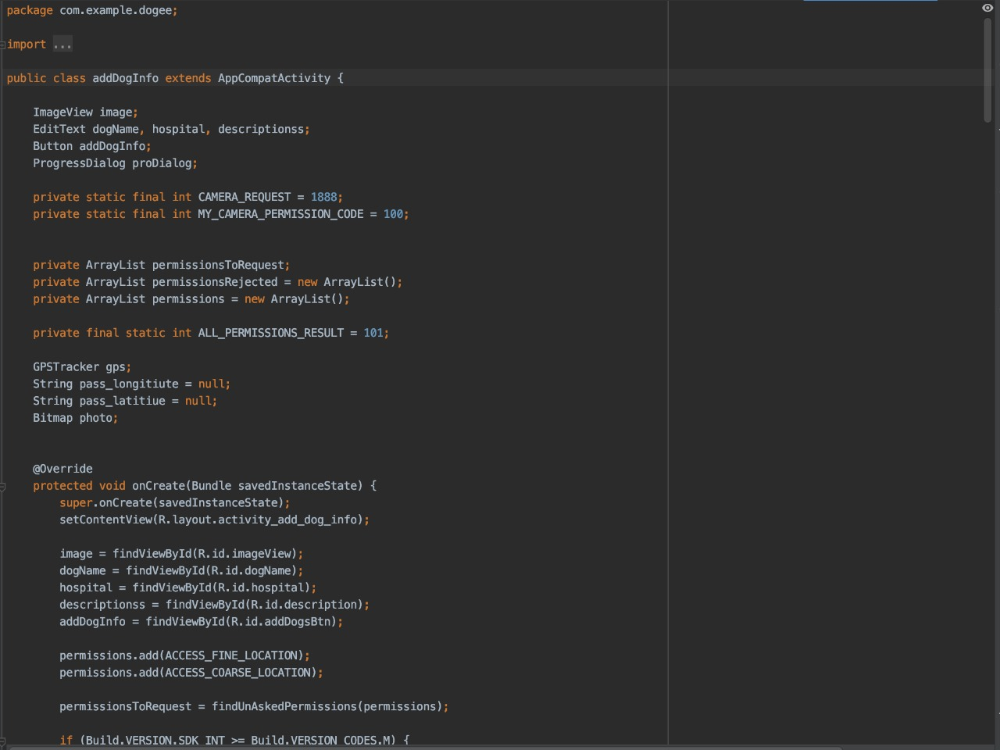 package com.example.dogee;
import ...
public class addDogInfo extends AppCompatActivity {
ImageView image;
EditText dogName, hospital, descriptionss;
Button addDogInfo;
ProgressDialog proDialog;
private static final int CAMERA_REQUEST = 1888;
private static final int MY_CAMERA_PERMISSION_CODE = 100;
private ArrayList permissionsToRequest;
private ArrayList permissionsRejected = new ArrayList();
private ArrayList permissions = new ArrayList();
private final static int ALL_PERMISSIONS_RESULT = 101;
GPSTracker gps;
String pass_longitiute = null;
String pass_latitiue = null;
Bitmap photo;
@Override
protected void onCreate(Bundle savedInstanceState) {
super.onCreate(savedInstanceState);
setContentView(R.layout.activity_add_dog_info);
image = findViewById(R.id.imageView);
dogName = findViewById(R.id.dogName);
hospital = findViewById(R.id.hospital);
descriptionss = findViewById(R.id.description);
addDogInfo = findViewById(R.id.addDogsBtn);
permissions.add(ACCESS_FINE_LOCATION);
permissions.add(ACCESS_COARSE_LOCATION);
permissionsToRequest = findUnAskedPermissions(permissions);
if (Build.VERSION.SDK_INT >= Build.VERSION_CODES.M) {